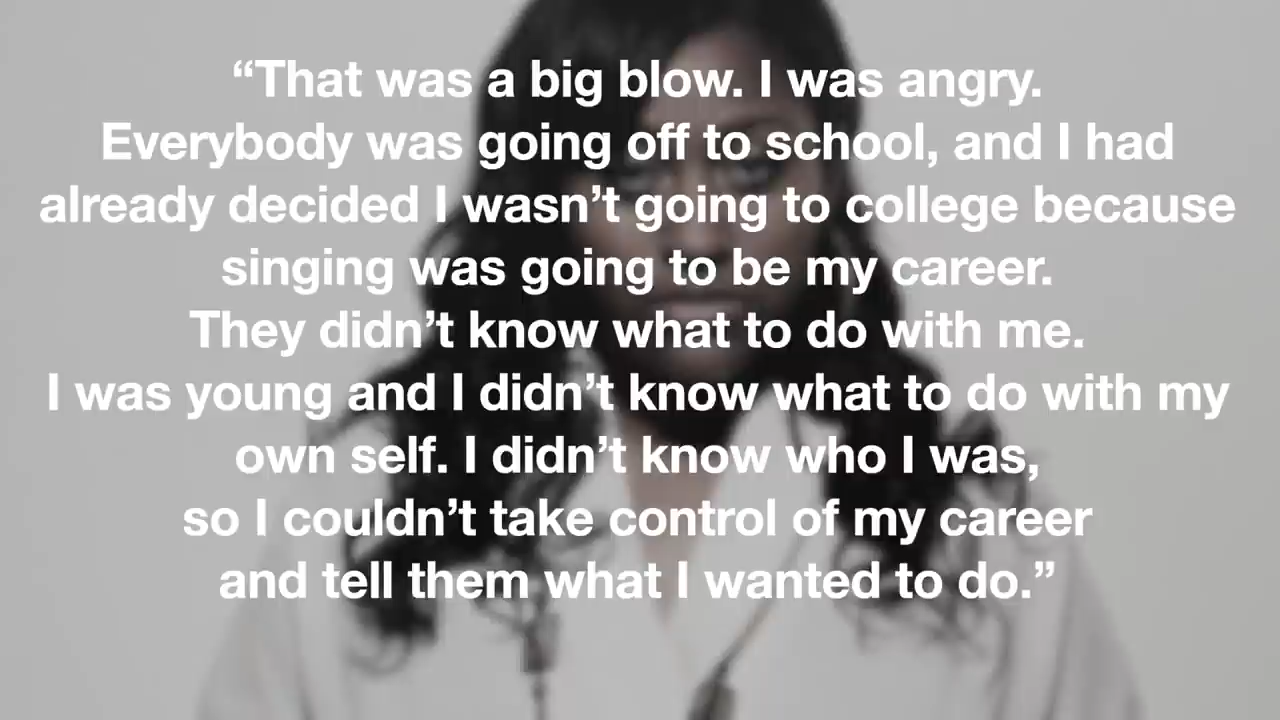 “That was a big blow. I was angry.
Everybody was going off to school, and I had
already decided I wasn’t going to college because
singing was going to be my career.
They didn’t know what to do with me.
I was young and I didn’t know what to do with my
own self. I didn’t know who I was,
so I couldn’t take control of my career
and tell them what I wanted to do.”